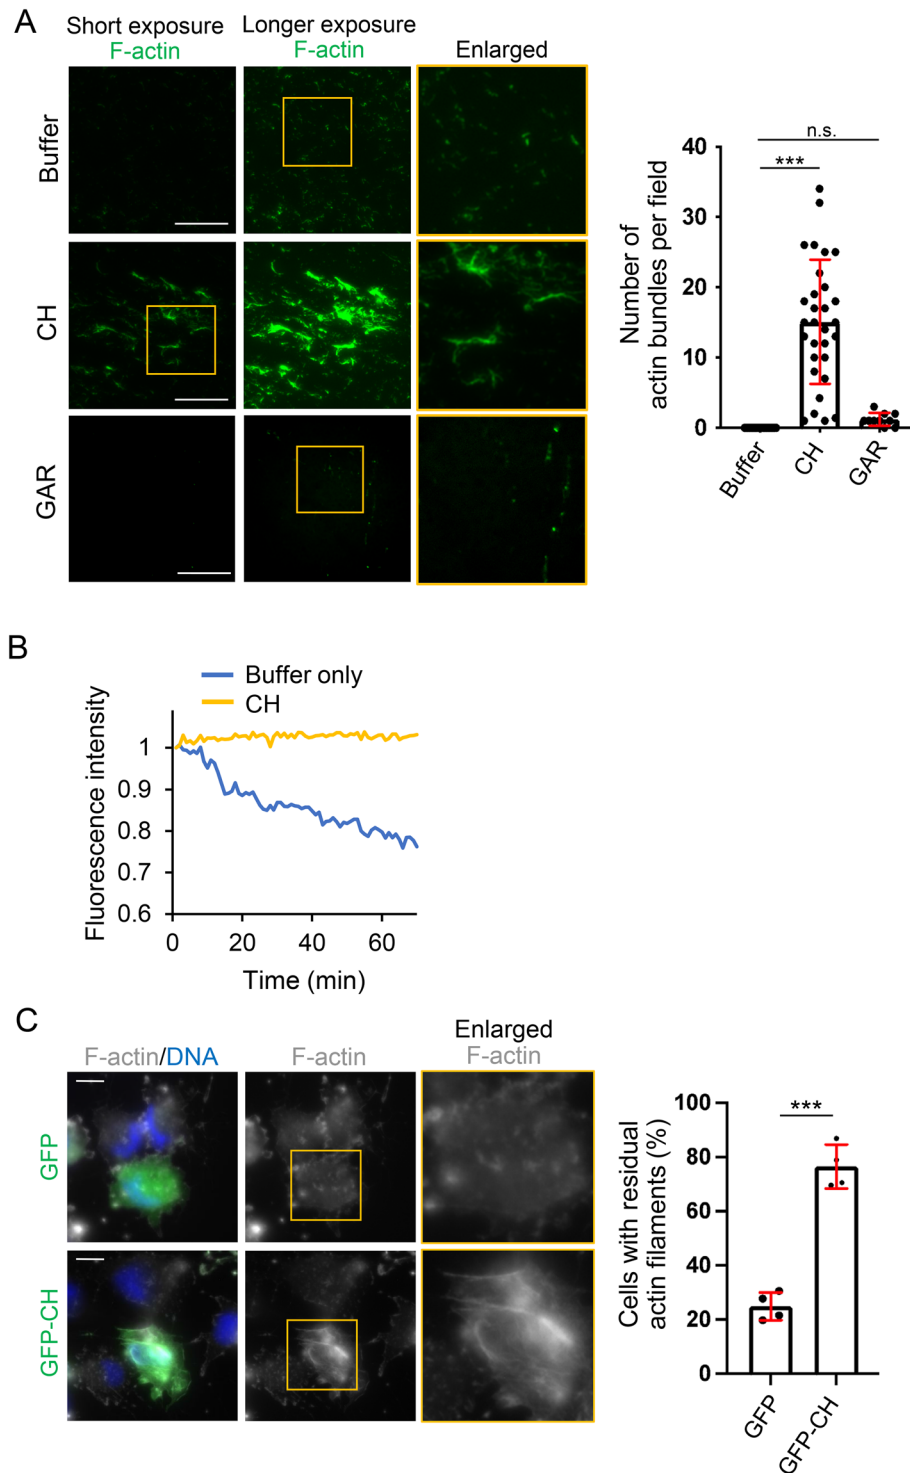 A
Short exposure
F-actin
Longer exposure
F-actin
Enlarged
Buffer
CH
GAR
Number of
actin bundles per field
40
30
20
10
0
n.s.
***
Buffer
CH
GAR
B
Buffer only
CH
Fluorescence intensity
1
0.9
0.8
0.7
0.6
0
20
40
60
Time (min)
C
F-actin/DNA
F-actin
Enlarged
F-actin
GFP
GFP-CH
Cells with residual
actin filaments (%)
100
80
60
40
20
0
***
GFP
GFP-CH